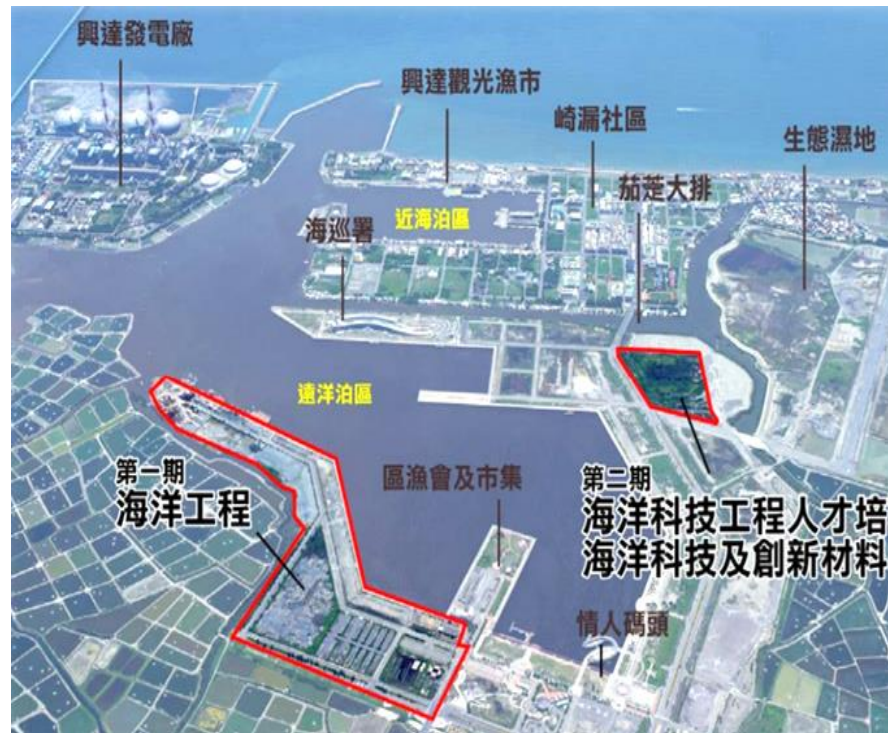 興達發電廠
興達觀光漁市
崎漏社區
生態濕地
茄萣大排
近海泊區
海巡署
遠洋泊區
第一期
海洋工程
區漁會及市集
第二期
海洋科技工程人才培
海洋科技及創新材料
情人碼頭